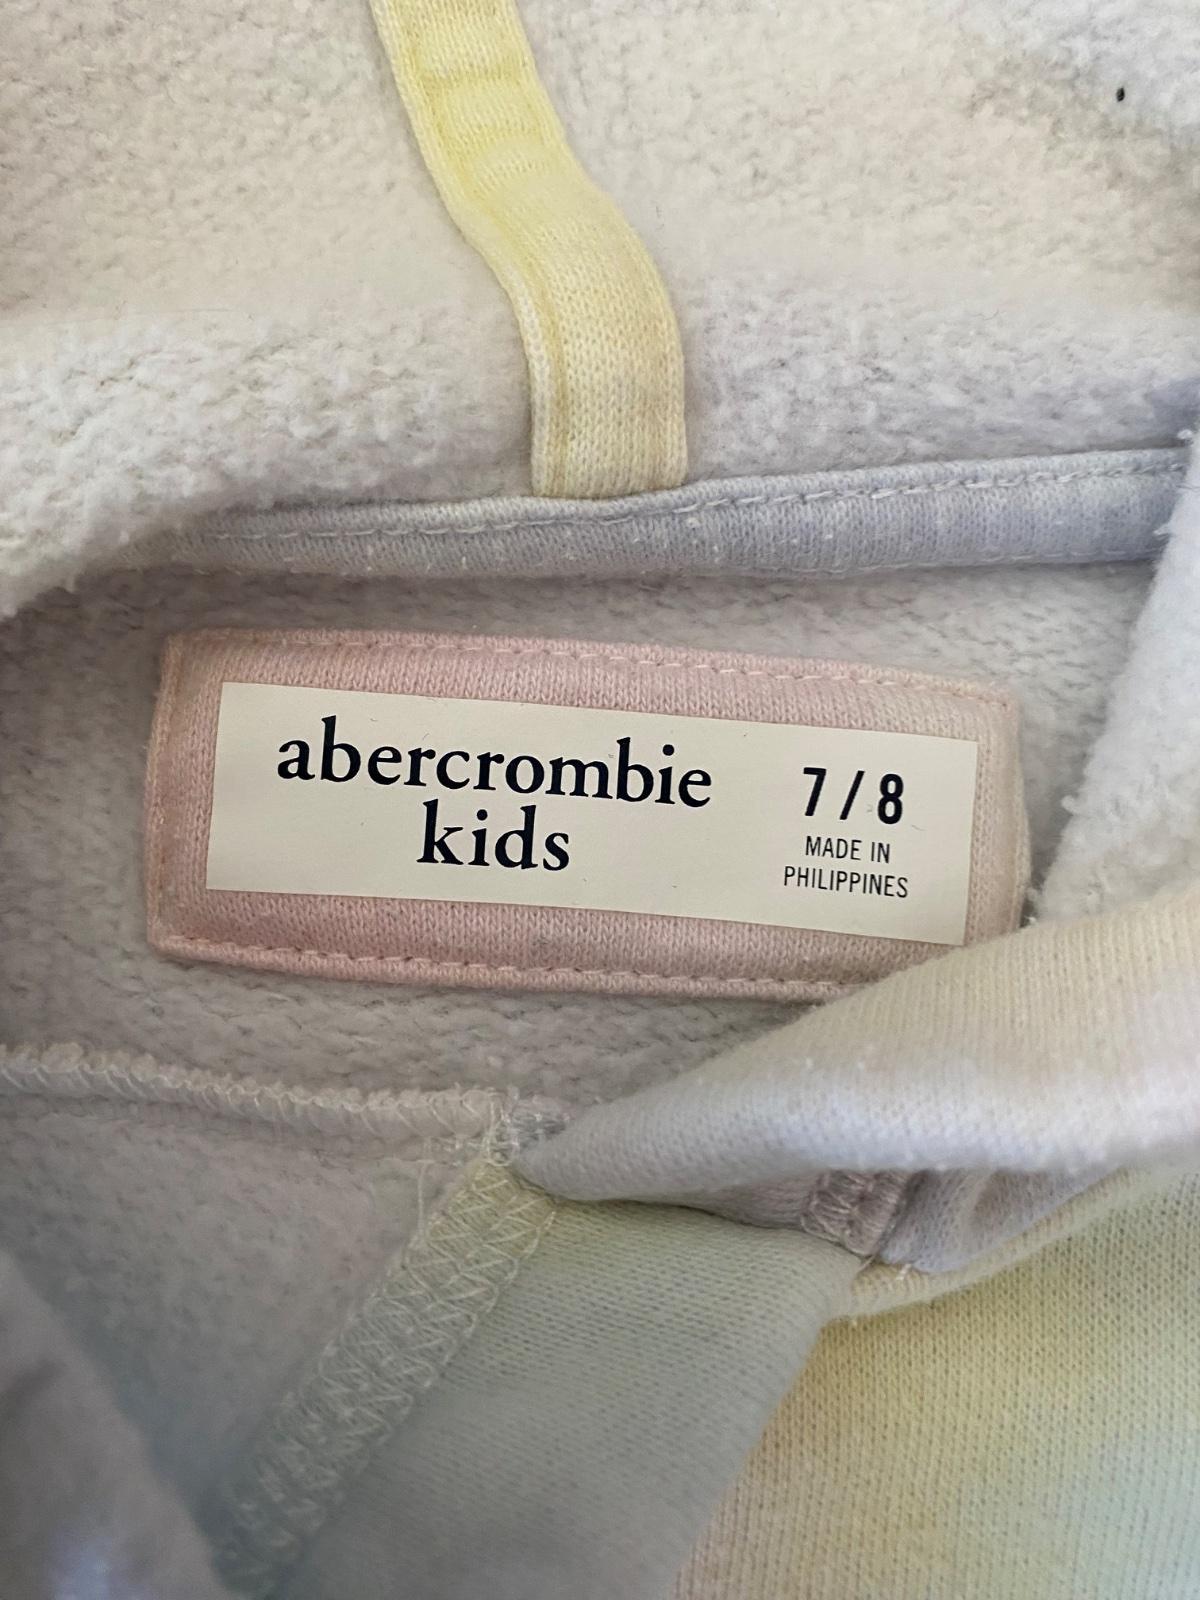 abercrombie
kids
7/8
MADE IN
PHILIPPINES